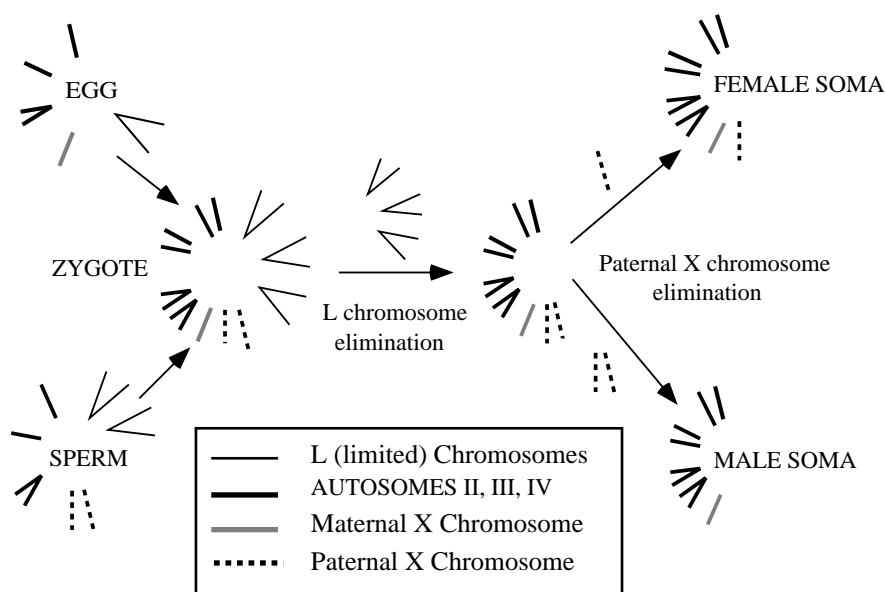 EGG
FEMALE SOMA
ZYGOTE
L chromosome
elimination
Paternal X chromosome
elimination
SPERM
MALE SOMA
L (limited) Chromosomes
AUTOSOMES II, III, IV
Maternal X Chromosome
Paternal X Chromosome